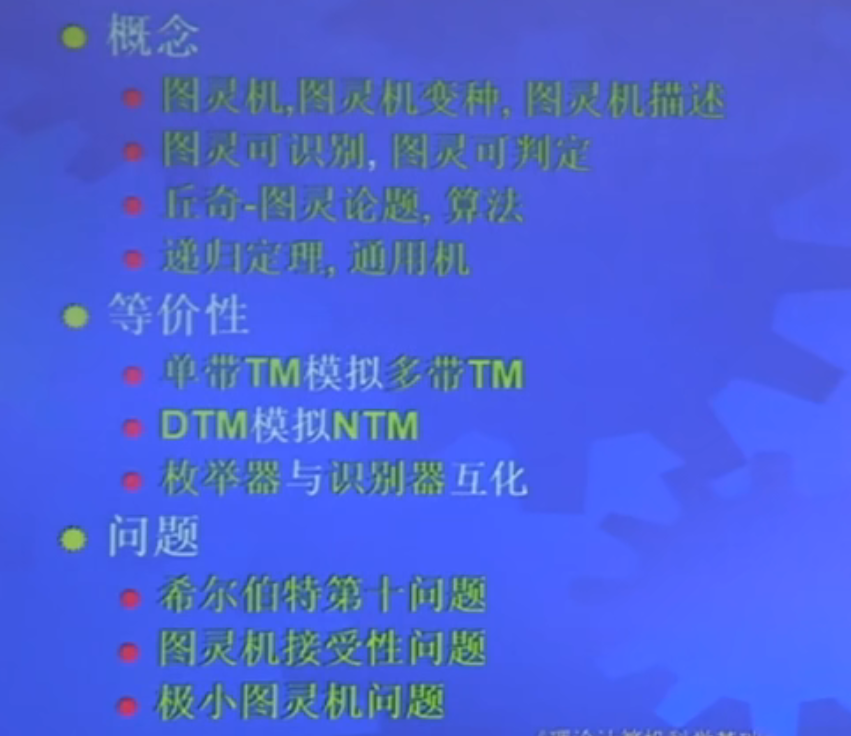 概念
图灵机,图灵机变种, 图灵机描述
图灵可识别, 图灵可判定
丘奇-图灵论题, 算法
递归定理, 通用机
等价性
单带TM模拟多带TM
DTM模拟NTM
枚举器与识别器互化
问题
希尔伯特第十问题
图灵机接受性问题
极小图灵机问题